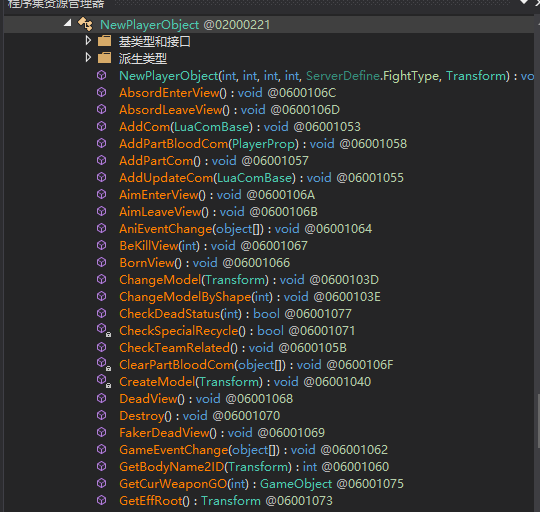 程序集资源管理器
NewPlayerObject @02000221
基类型和接口
派生类型
NewPlayerObject(int, int, int, int, ServerDefine.FightType, Transform) : vo
AbsordEnterView() : void @0600106C
AbsordLeaveView() : void @0600106D
AddCom(LuaComBase) : void @06001053
AddPartBloodCom(PlayerProp) : void @06001058
AddPartCom() : void @06001057
AddUpdateCom(LuaComBase) : void @06001055
AimEnterView() : void @0600106A
AimLeaveView() : void @0600106B
AniEventChange(object[]) : void @06001064
BeKillView(int) : void @06001067
BornView() : void @06001066
ChangeModel(Transform) : void @0600103D
ChangeModelByShape(int) : void @0600103E
CheckDeadStatus(int) : bool @06001077
CheckSpecialRecycle() : bool @06001071
CheckTeamRelated() : void @0600105B
ClearPartBloodCom(object[]) : void @0600106F
CreateModel(Transform) : void @06001040
DeadView() : void @06001068
Destroy() : void @06001070
FakerDeadView() : void @06001069
GameEventChange(object[]) : void @06001062
GetBodyName2ID(Transform) : int @06001060
GetCurWeaponGO(int) : GameObject @06001075
GetEffRoot() : Transform @06001073